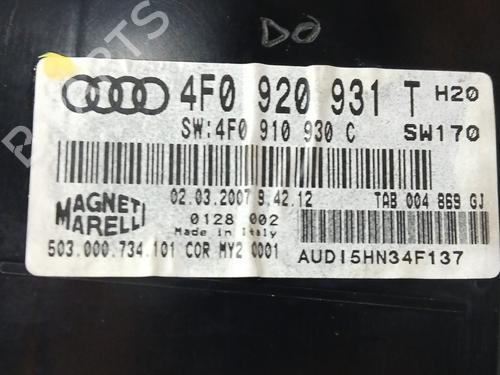 DO
4F0 920 931 T H20
SW:4F0 910 930 C SW170
MAGNETI MARELLI
02.03.2007 9.42.12 TAB 004 869 GJ
0128 002
Made in Italy
503.000.734.101 COR MY2 0001 AUDI5HN34F137